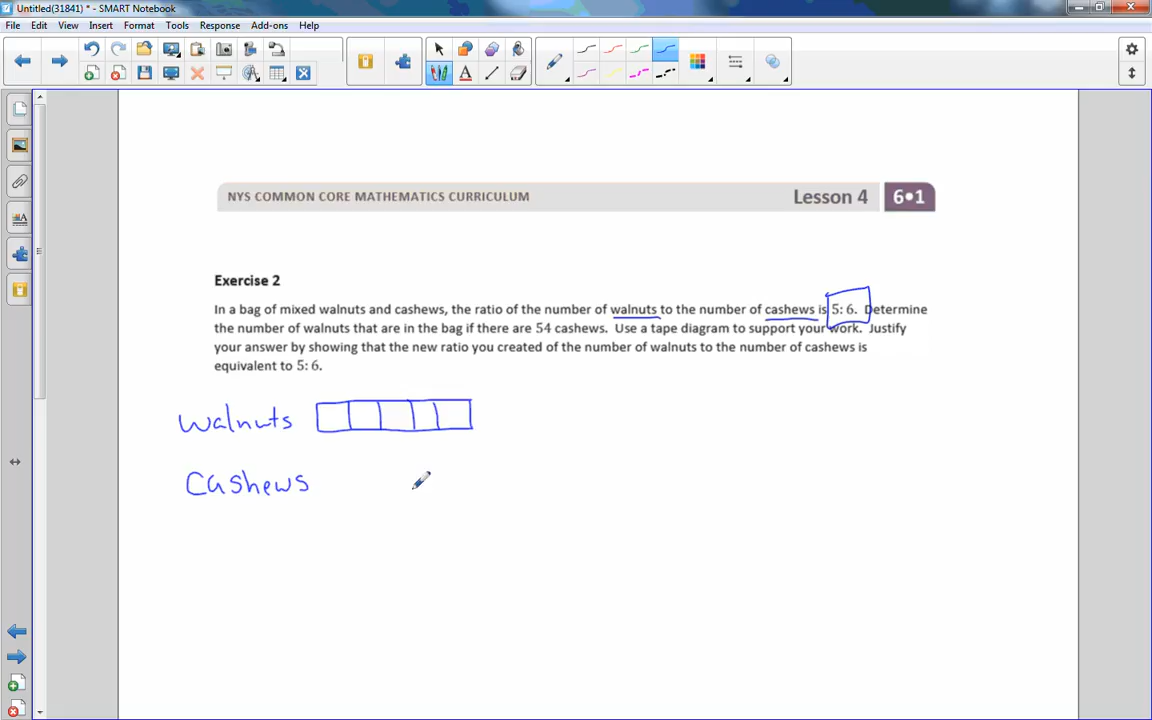 Untitled(31841) * - SMART Notebook
File Edit View Insert Format Tools Response Add-ons Help
NYS COMMON CORE MATHEMATICS CURRICULUM Lesson 4 6•1
Exercise 2
In a bag of mixed walnuts and cashews, the ratio of the number of walnuts to the number of cashews is 5: 6. Determine
the number of walnuts that are in the bag if there are 54 cashews. Use a tape diagram to support your work. Justify
your answer by showing that the new ratio you created of the number of walnuts to the number of cashews is
equivalent to 5: 6.
Walnuts
Cashews